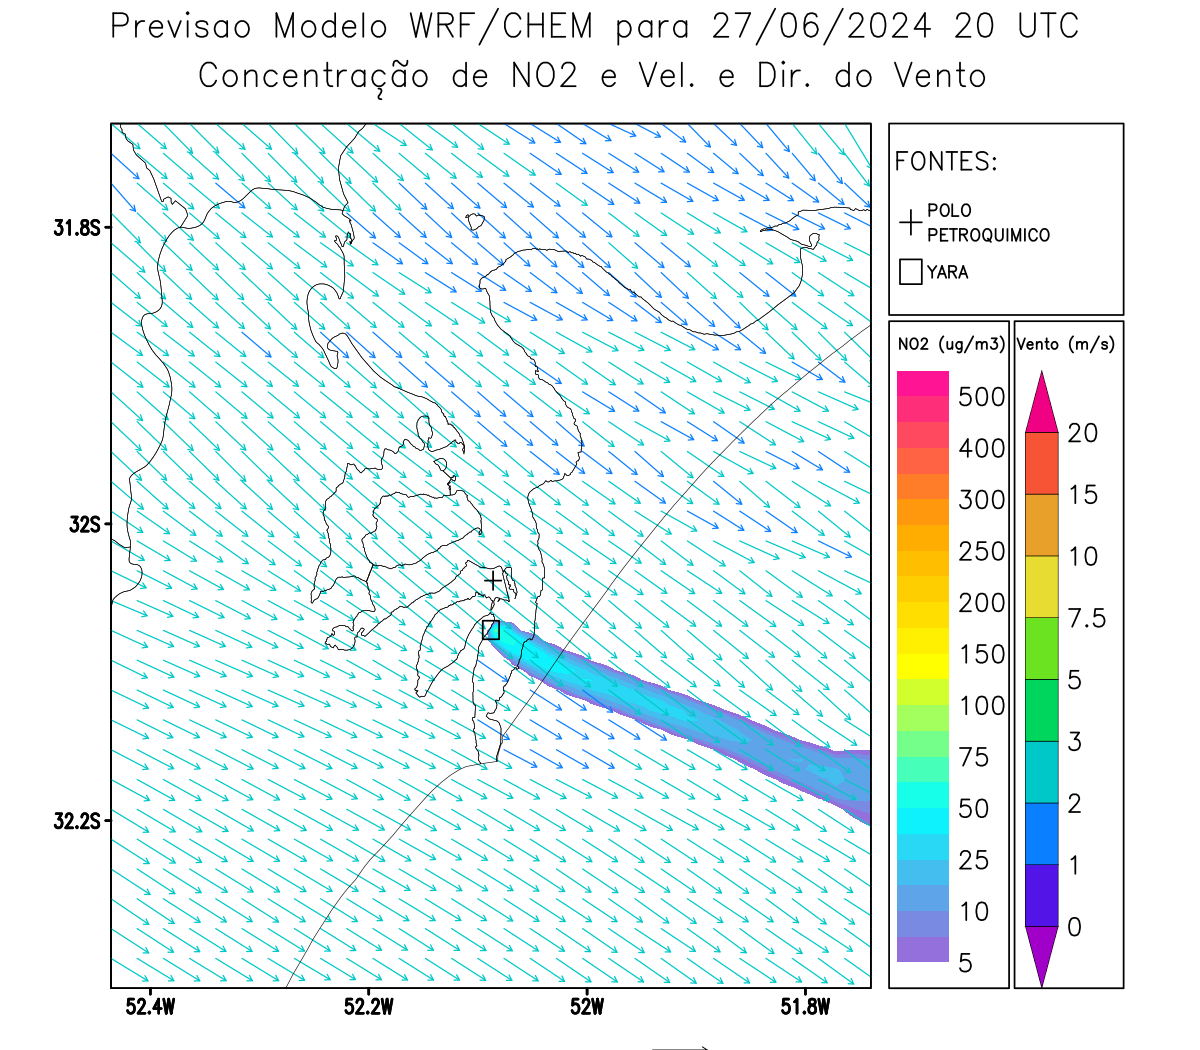 Previsao Modelo WRF/CHEM para 27/06/2024 20 UTC
Concentração de NO2 e Vel. e Dir. do Vento
FONTES:
POLO
PETROQUIMICO
YARA
NO2 (ug/m3)
500
400
300
250
200
150
100
75
50
25
10
5
Vento (m/s)
20
15
10
7.5
5
3
2
1
0
31.8S
32S
32.2S
52.4W
52.2W
52W
51.8W